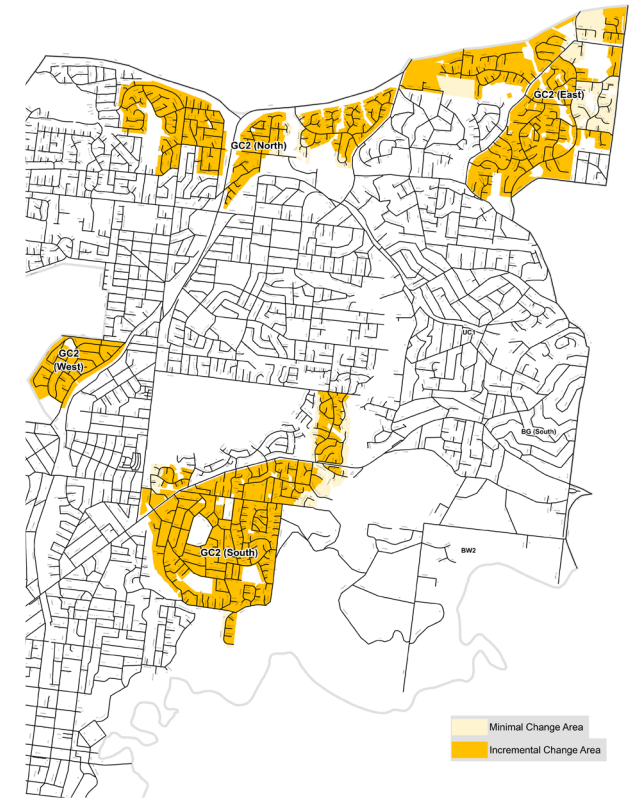 GC2 (East)
GC2 (North)
UC1
GC2
(West)
BG (South)
GC2 (South)
BW2
Minimal Change Area
Incremental Change Area